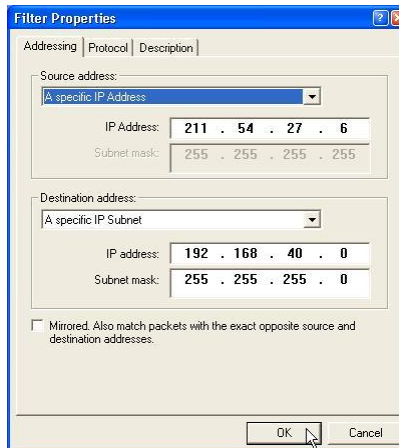 Filter Properties
Addressing Protocol Description
Source address:
A specific IP Address
IP Address: 211 . 54 . 27 . 6
Subnet mask: 255 . 255 . 255 . 255
Destination address:
A specific IP Subnet
IP address: 192 . 168 . 40 . 0
Subnet mask: 255 . 255 . 255 . 0
Mirrored. Also match packets with the exact opposite source and
destination addresses.
OK Cancel